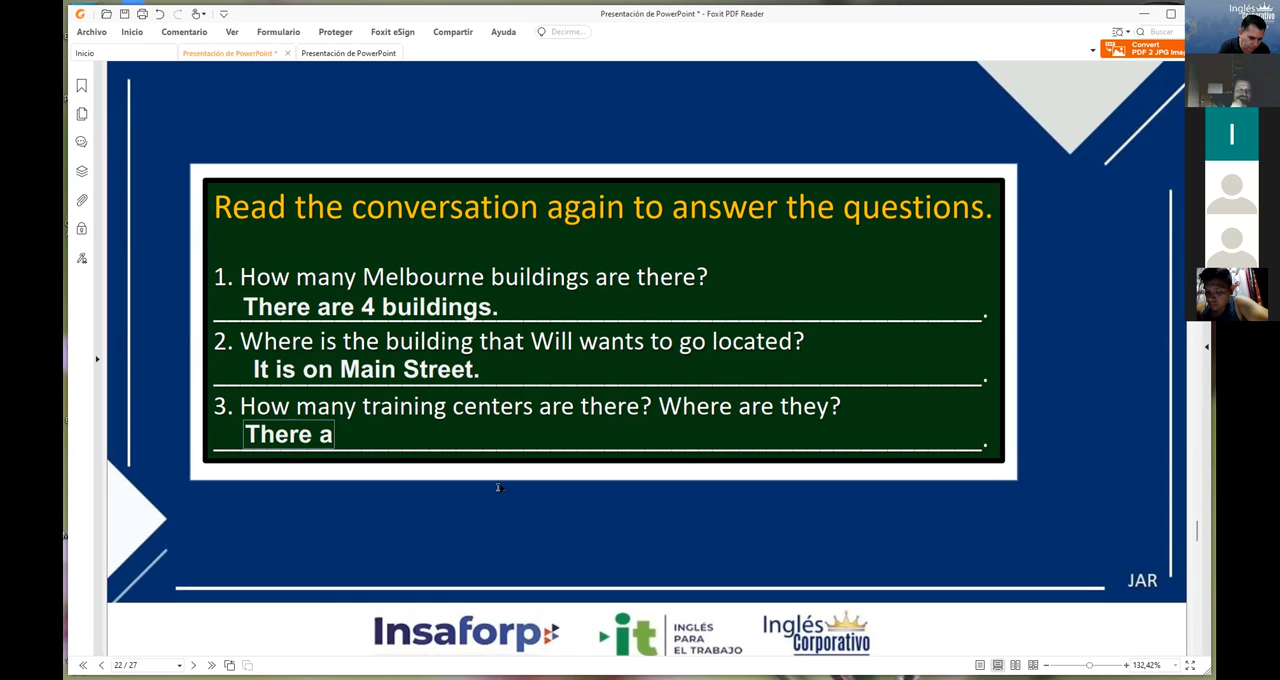 Presentación de PowerPoint * - Foxit PDF Reader
Archivo Inicio Comentario Ver Formulario Proteger Foxit eSign Compartir Ayuda Decirme... Buscar
Inicio Presentación de PowerPoint * × Presentación de PowerPoint
Convert
PDF 2 JPG
Inglés
I
Read the conversation again to answer the questions.
1. How many Melbourne buildings are there?
There are 4 buildings.
2. Where is the building that Will wants to go located?
It is on Main Street.
3. How many training centers are there? Where are they?
There a
JAR
Insaforp
it
INGLÉS
PARA
EL TRABAJO
Inglés
Corporativo
22 / 27
132,42%